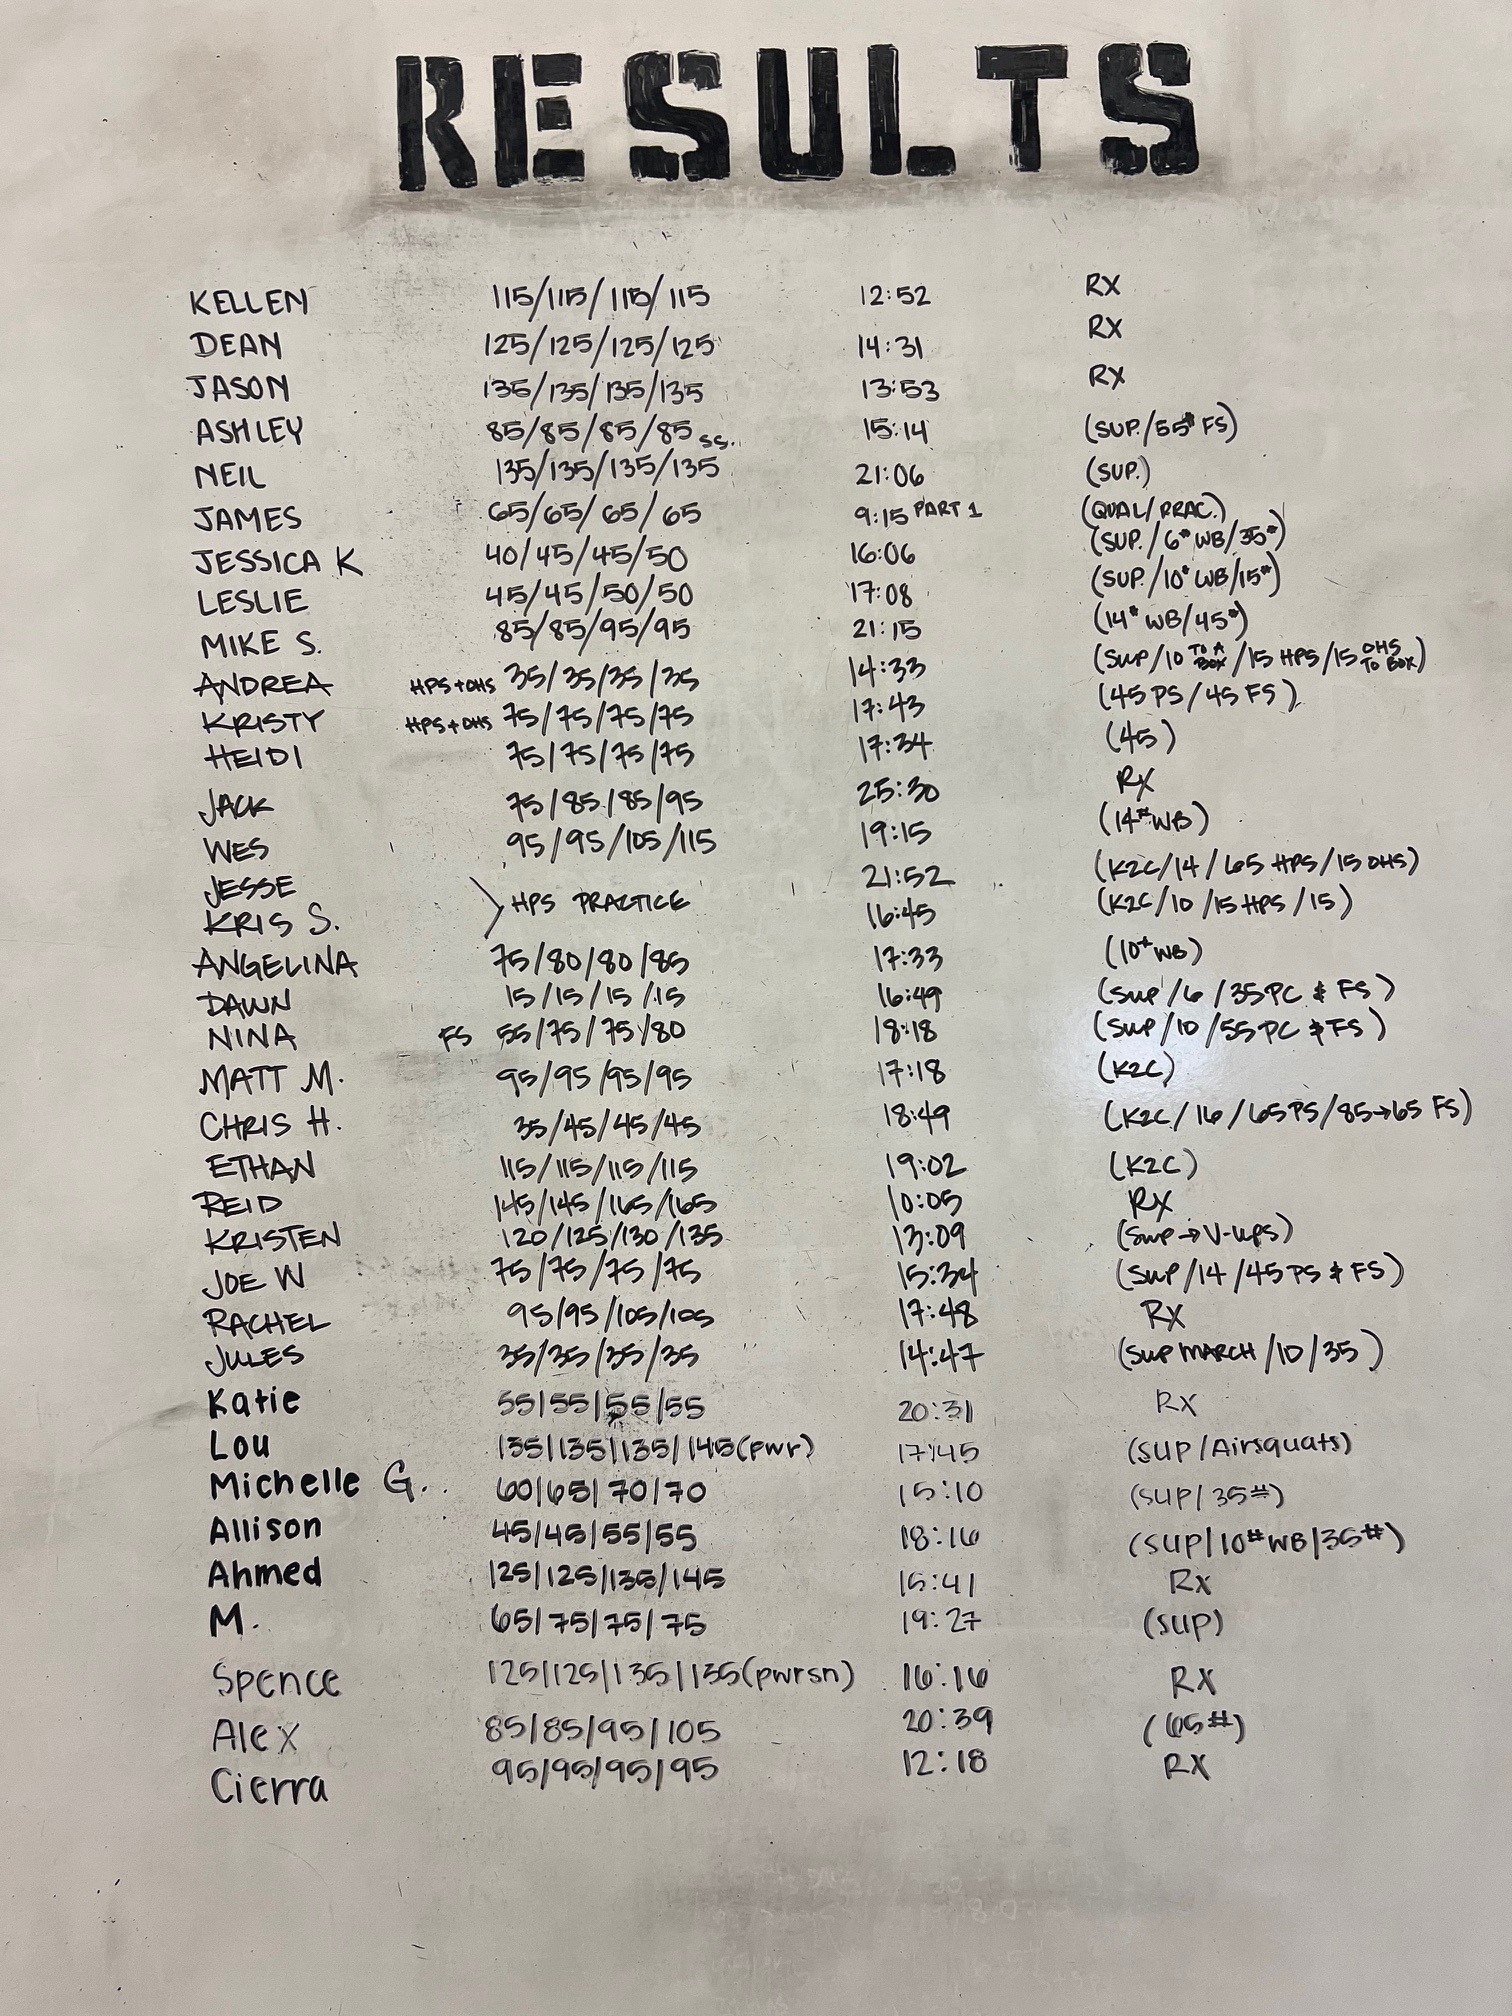 RESULTS
KELLEN 115/115/115/115 12:52 RX
DEAN 125/125/125/125 14:31 RX
JASON 135/135/135/135 13:53 RX
ASHLEY 85/85/85/85 SS. 15:14 (SUP./55# FS)
NEIL 135/135/135/135 21:06 (SUP.)
JAMES 65/65/65/65 9:15 PART 1 (QUAL/PRAC.)
JESSICA K 40/45/45/50 16:06 (SUP./6# WB/35#)
LESLIE 45/45/50/50 17:08 (SUP./10# WB/15#)
MIKE S. 85/85/95/95 21:15 (14# WB/45#)
ANDREA HPS+OHS 35/35/35/35 14:33 (SUP/10 TO A BOX/15 HPS/15 OHS TO BOX)
KRISTY HPS+OHS 75/75/75/75 17:43 (45 PS/45 FS)
HEIDI 75/75/75/75 17:34 (45)
JACK 75/85/85/95 25:30 RX
WES 95/95/105/115 19:15 (14# WB)
JESSE 21:52 (K2C/14/65 HPS/15 OHS)
HPS PRACTICE
KRIS S. 16:45 (K2C/10/15 HPS/15)
ANGELINA 75/80/80/85 17:33 (10# WB)
DAWN 15/15/15/15 16:49 (SUP/6/35 PC & FS)
NINA FS 55/75/75/80 18:18 (SUP/10/55 PC & FS)
MATT M. 95/95/95/95 17:18 (K2C)
CHRIS H. 35/45/45/45 18:49 (K2C/16/65 PS/85→65 FS)
ETHAN 115/115/115/115 19:02 (K2C)
REID 145/145/165/165 10:05 RX
KRISTEN 120/125/130/135 13:09 (SUP→V-UPS)
JOE W 75/75/75/75 15:34 (SUP/14/45 PS & FS)
RACHEL 95/95/105/105 17:48 RX
JULES 35/35/35/35 14:47 (SUP MARCH/10/35)
Katie 55/55/55/55 20:31 RX
Lou 135/135/135/145 (pwr) 17:45 (SUP/Airsquats)
Michelle G. 60/65/70/70 15:10 (SUP/35#)
Allison 45/45/55/55 18:16 (SUP/10# WB/35#)
Ahmed 125/125/135/145 15:41 RX
M. 65/75/75/75 19:27 (SUP)
Spence 125/125/135/135 (pwrsn) 16:16 RX
Alex 85/85/95/105 20:39 (65#)
Cierra 95/95/95/95 12:18 RX